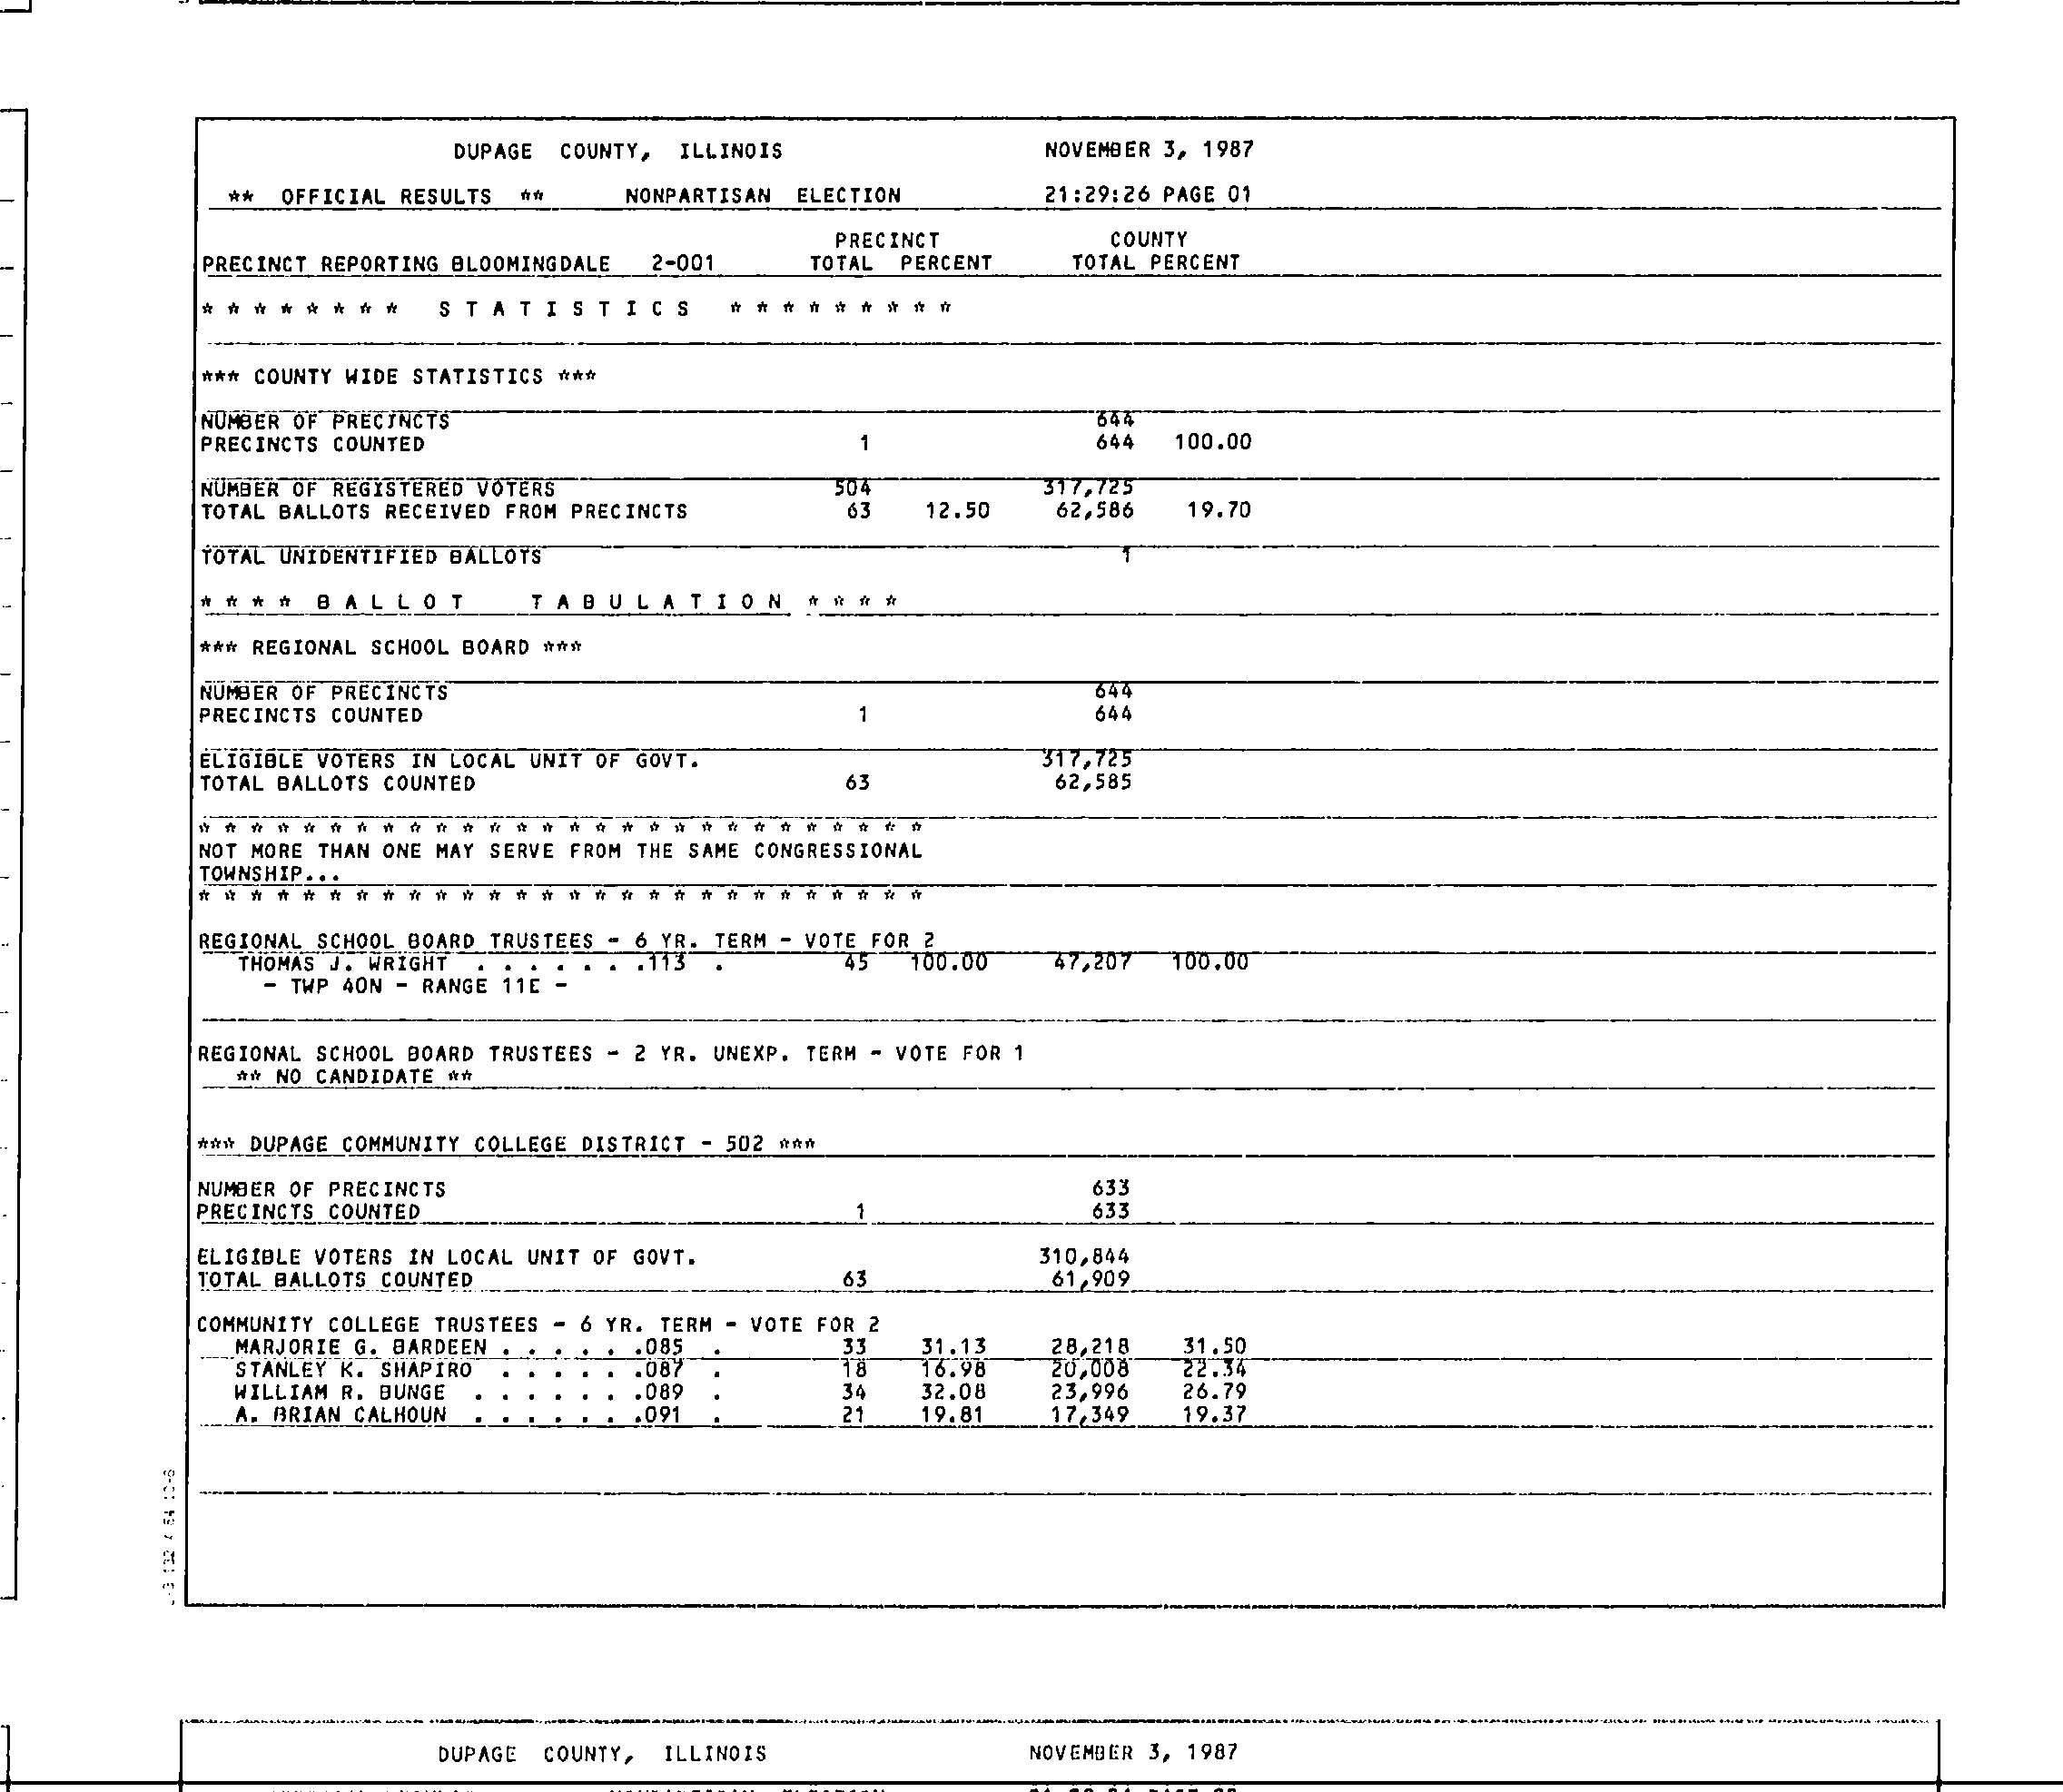 DUPAGE COUNTY, ILLINOIS NOVEMBER 3, 1987
** OFFICIAL RESULTS ** NONPARTISAN ELECTION 21:29:26 PAGE 01
PRECINCT COUNTY
PRECINCT REPORTING BLOOMINGDALE 2-001 TOTAL PERCENT TOTAL PERCENT
* * * * * * * * S T A T I S T I C S * * * * * * * * *
*** COUNTY WIDE STATISTICS ***
NUMBER OF PRECINCTS 644
PRECINCTS COUNTED 1 644 100.00
NUMBER OF REGISTERED VOTERS 504 317,725
TOTAL BALLOTS RECEIVED FROM PRECINCTS 63 12.50 62,586 19.70
TOTAL UNIDENTIFIED BALLOTS 1
* * * * B A L L O T T A B U L A T I O N * * * *
*** REGIONAL SCHOOL BOARD ***
NUMBER OF PRECINCTS 644
PRECINCTS COUNTED 1 644
ELIGIBLE VOTERS IN LOCAL UNIT OF GOVT. 317,725
TOTAL BALLOTS COUNTED 63 62,585
* * * * * * * * * * * * * * * * * * * * * * * * * * * *
NOT MORE THAN ONE MAY SERVE FROM THE SAME CONGRESSIONAL
TOWNSHIP...
* * * * * * * * * * * * * * * * * * * * * * * * * * * *
REGIONAL SCHOOL BOARD TRUSTEES - 6 YR. TERM - VOTE FOR 2
THOMAS J. WRIGHT . . . . . . .113 . 45 100.00 47,207 100.00
- TWP 40N - RANGE 11E -
REGIONAL SCHOOL BOARD TRUSTEES - 2 YR. UNEXP. TERM - VOTE FOR 1
** NO CANDIDATE **
*** DUPAGE COMMUNITY COLLEGE DISTRICT - 502 ***
NUMBER OF PRECINCTS 633
PRECINCTS COUNTED 1 633
ELIGIBLE VOTERS IN LOCAL UNIT OF GOVT. 310,844
TOTAL BALLOTS COUNTED 63 61,909
COMMUNITY COLLEGE TRUSTEES - 6 YR. TERM - VOTE FOR 2
MARJORIE G. BARDEEN . . . . . .085 . 33 31.13 28,218 31.50
STANLEY K. SHAPIRO . . . . . .087 . 18 16.98 20,008 22.34
WILLIAM R. BUNGE . . . . . . .089 . 34 32.08 23,996 26.79
A. BRIAN CALHOUN . . . . . . .091 . 21 19.81 17,349 19.37
DUPAGE COUNTY, ILLINOIS NOVEMBER 3, 1987